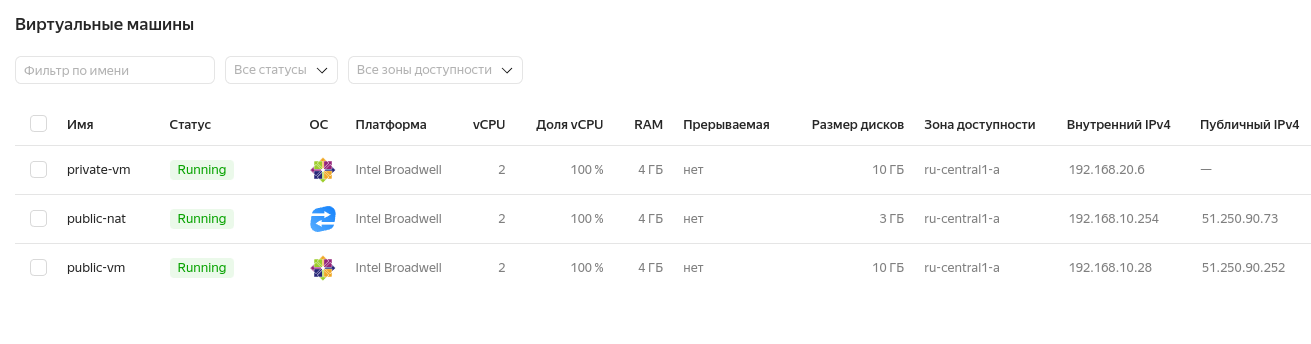 Виртуальные машины
Фильтр по имени Все статусы Все зоны доступности
Имя Статус ОС Платформа vCPU Доля vCPU RAM Прерываемая Размер дисков Зона доступности Внутренний IPv4 Публичный IPv4
private-vm Running Intel Broadwell 2 100 % 4 ГБ нет 10 ГБ ru-central1-a 192.168.20.6 —
public-nat Running Intel Broadwell 2 100 % 4 ГБ нет 3 ГБ ru-central1-a 192.168.10.254 51.250.90.73
public-vm Running Intel Broadwell 2 100 % 4 ГБ нет 10 ГБ ru-central1-a 192.168.10.28 51.250.90.252